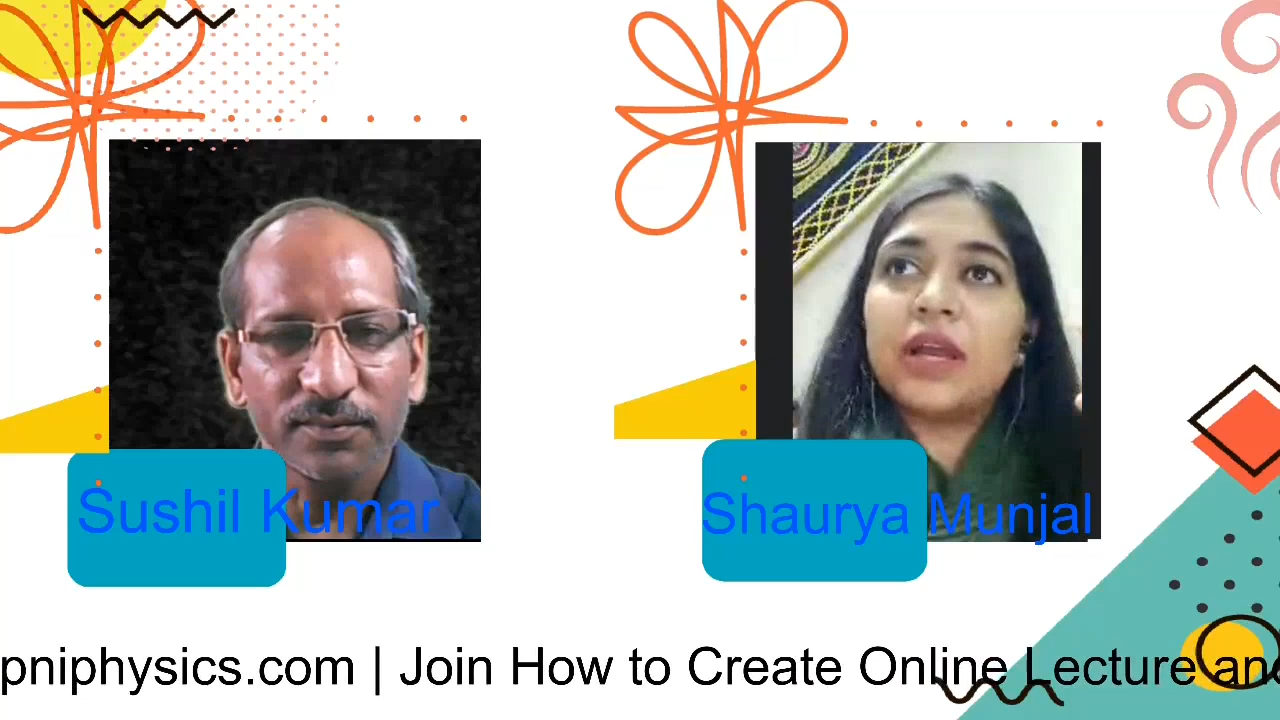 Sushil Kumar
Shaurya Munjal
pniphysics.com | Join How to Create Online Lecture and